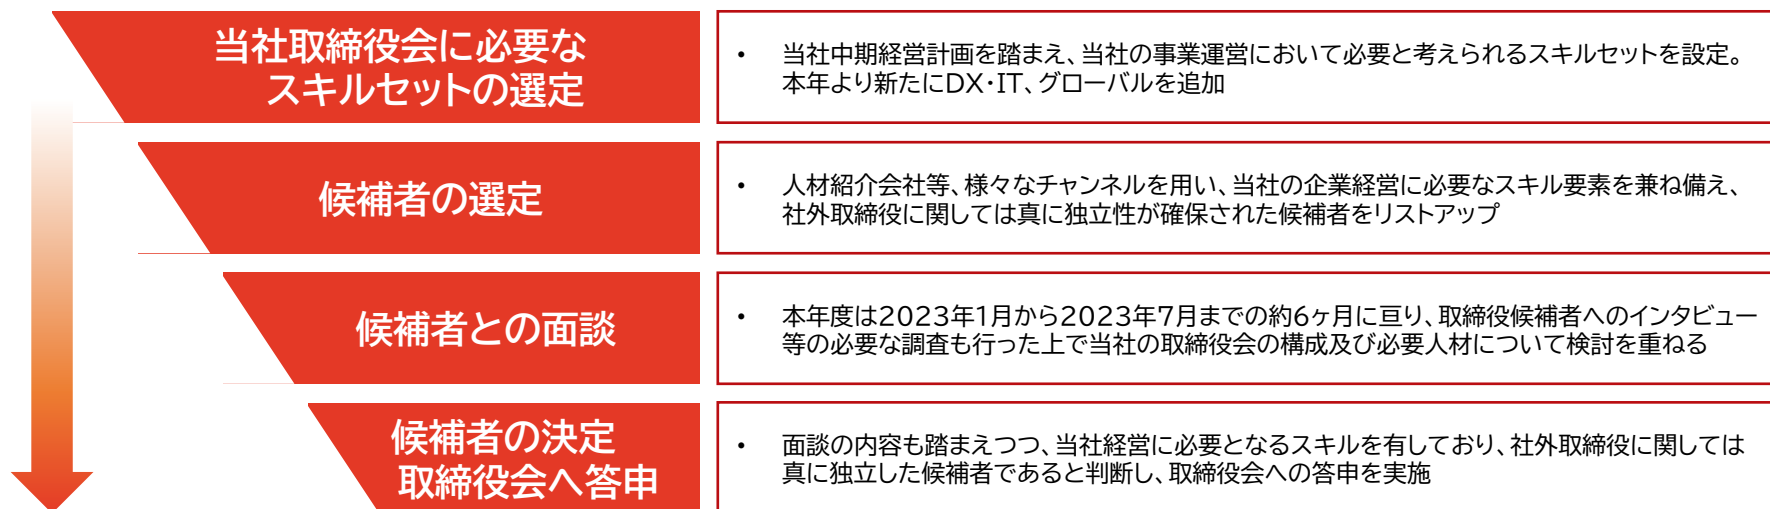 当社取締役会に必要な
スキルセットの選定
• 当社中期経営計画を踏まえ、当社の事業運営において必要と考えられるスキルセットを設定。
本年より新たにDX・IT、グローバルを追加
候補者の選定
• 人材紹介会社等、様々なチャンネルを用い、当社の企業経営に必要なスキル要素を兼ね備え、
社外取締役に関しては真に独立性が確保された候補者をリストアップ
候補者との面談
• 本年度は2023年1月から2023年7月までの約6ヶ月に亘り、取締役候補者へのインタビュー
等の必要な調査も行った上で当社の取締役会の構成及び必要人材について検討を重ねる
候補者の決定
取締役会へ答申
• 面談の内容も踏まえつつ、当社経営に必要となるスキルを有しており、社外取締役に関しては
真に独立した候補者であると判断し、取締役会への答申を実施